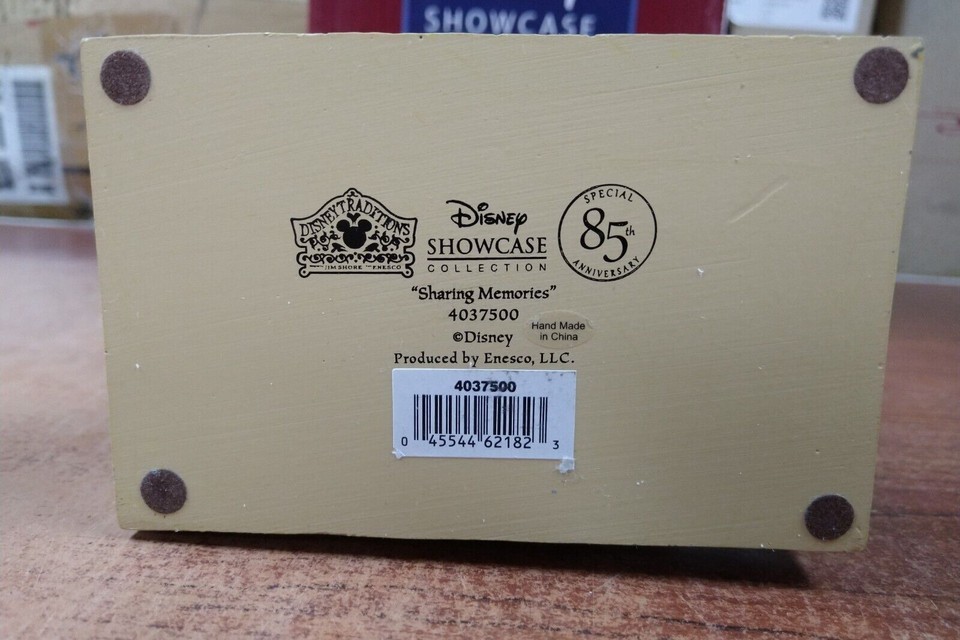 SHOWCASE
DISNEY TRADITIONS
JIM SHORE ENESCO
Disney
SHOWCASE
COLLECTION
SPECIAL
85th
ANNIVERSARY
“Sharing Memories”
4037500
©Disney
Hand Made
in China
Produced by Enesco, LLC.
4037500
0 45544 62182 3